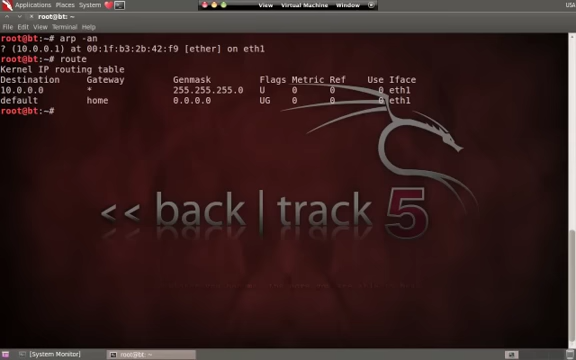 Applications Places System View Virtual Machine Window USA
root@bt: ~
File Edit View Terminal Help
root@bt:~# arp -an
? (10.0.0.1) at 00:1f:b3:2b:42:f9 [ether] on eth1
root@bt:~# route
Kernel IP routing table
Destination Gateway Genmask Flags Metric Ref Use Iface
10.0.0.0 * 255.255.255.0 U 0 0 0 eth1
default home 0.0.0.0 UG 0 0 0 eth1
root@bt:~#
<< back | track 5
[System Monitor] root@bt: ~